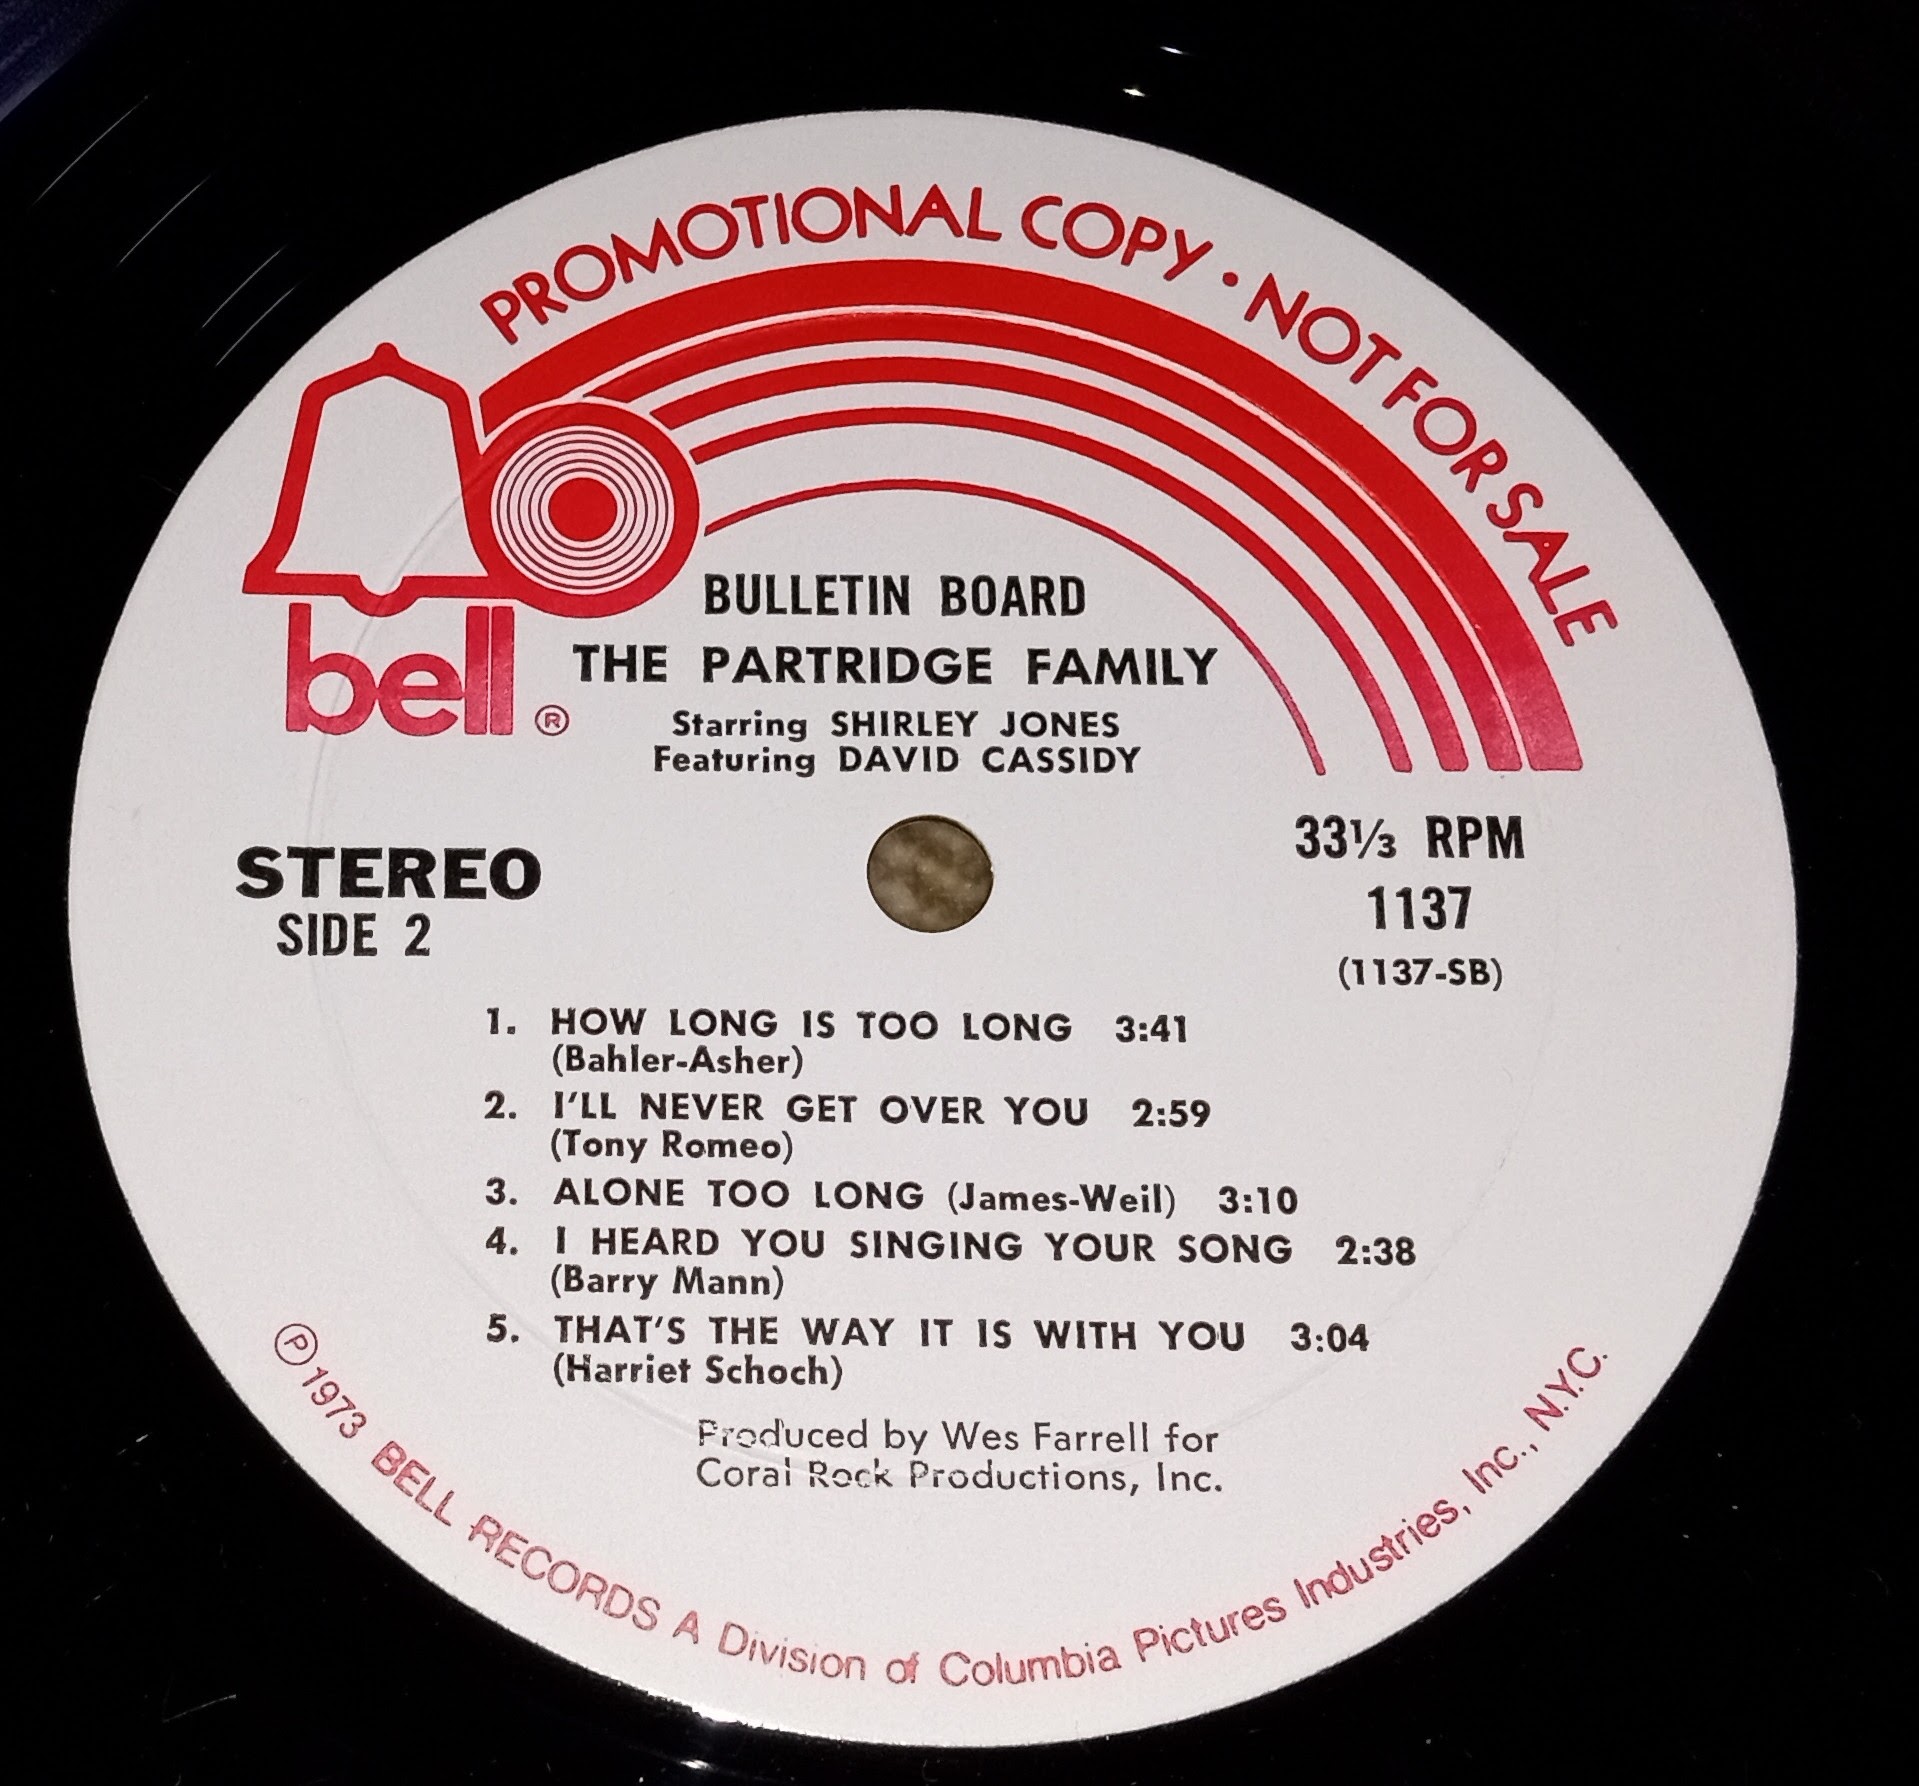 PROMOTIONAL COPY • NOT FOR SALE
bell ®
BULLETIN BOARD
THE PARTRIDGE FAMILY
Starring SHIRLEY JONES
Featuring DAVID CASSIDY
STEREO
SIDE 2
33⅓ RPM
1137
(1137-SB)
1. HOW LONG IS TOO LONG 3:41
(Bahler-Asher)
2. I'LL NEVER GET OVER YOU 2:59
(Tony Romeo)
3. ALONE TOO LONG (James-Weil) 3:10
4. I HEARD YOU SINGING YOUR SONG 2:38
(Barry Mann)
5. THAT'S THE WAY IT IS WITH YOU 3:04
(Harriet Schoch)
Produced by Wes Farrell for
Coral Rock Productions, Inc.
℗ 1973 BELL RECORDS A Division of Columbia Pictures Industries, Inc., N.Y.C.